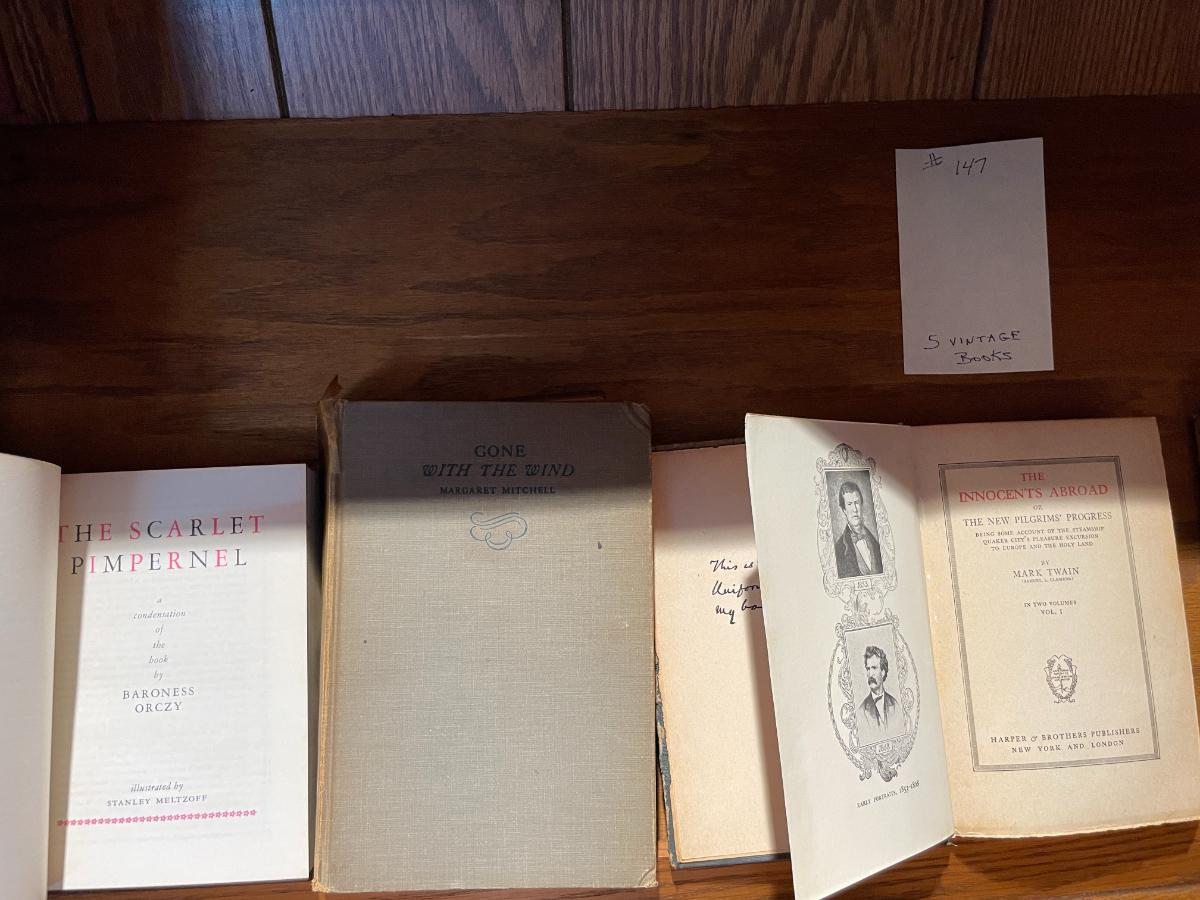 # 147
5 VINTAGE
BOOKS
THE SCARLET
PIMPERNEL
a
condensation
of
the
book
by
BARONESS
ORCZY
illustrated by
STANLEY MELTZOFF
GONE
WITH THE WIND
MARGARET MITCHELL
This is
my
EARLY PORTRAITS, 1853-1868
1853
1868
THE
INNOCENTS ABROAD
OR
THE NEW PILGRIMS' PROGRESS
BEING SOME ACCOUNT OF THE STEAMSHIP
QUAKER CITY'S PLEASURE EXCURSION
TO EUROPE AND THE HOLY LAND
BY
MARK TWAIN
(SAMUEL L. CLEMENS)
IN TWO VOLUMES
VOL. I
HARPER & BROTHERS PUBLISHERS
NEW YORK AND LONDON